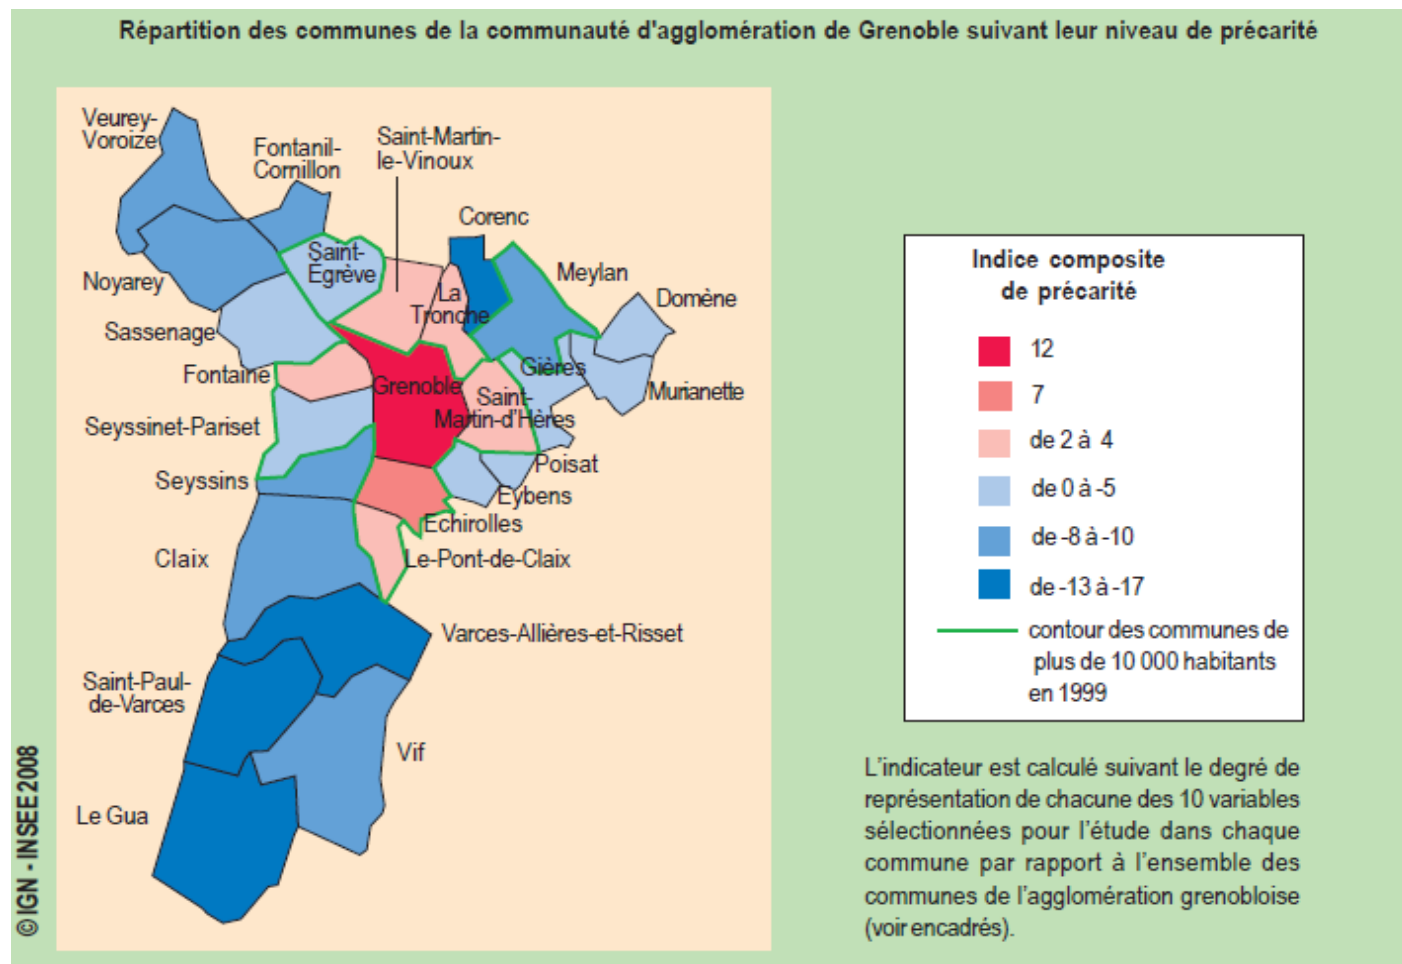 Répartition des communes de la communauté d'agglomération de Grenoble suivant leur niveau de précarité
Veurey-
Voroize
Fontanil-
Cornillon
Saint-Martin-
le-Vinoux
Corenc
Saint-
Egrève
Meylan
Noyarey
La
Tronche
Domène
Sassenage
Fontaine
Grenoble
Gières
Murianette
Saint-
Martin-d'Hères
Seyssinet-Pariset
Poisat
Seyssins
Eybens
Echirolles
Claix
Le-Pont-de-Claix
Varces-Allières-et-Risset
Saint-Paul-
de-Varces
Vif
Le Gua
© IGN - INSEE 2008
Indice composite
de précarité
12
7
de 2 à 4
de 0 à -5
de -8 à -10
de -13 à -17
contour des communes de
plus de 10 000 habitants
en 1999
L'indicateur est calculé suivant le degré de
représentation de chacune des 10 variables
sélectionnées pour l'étude dans chaque
commune par rapport à l'ensemble des
communes de l'agglomération grenobloise
(voir encadrés).